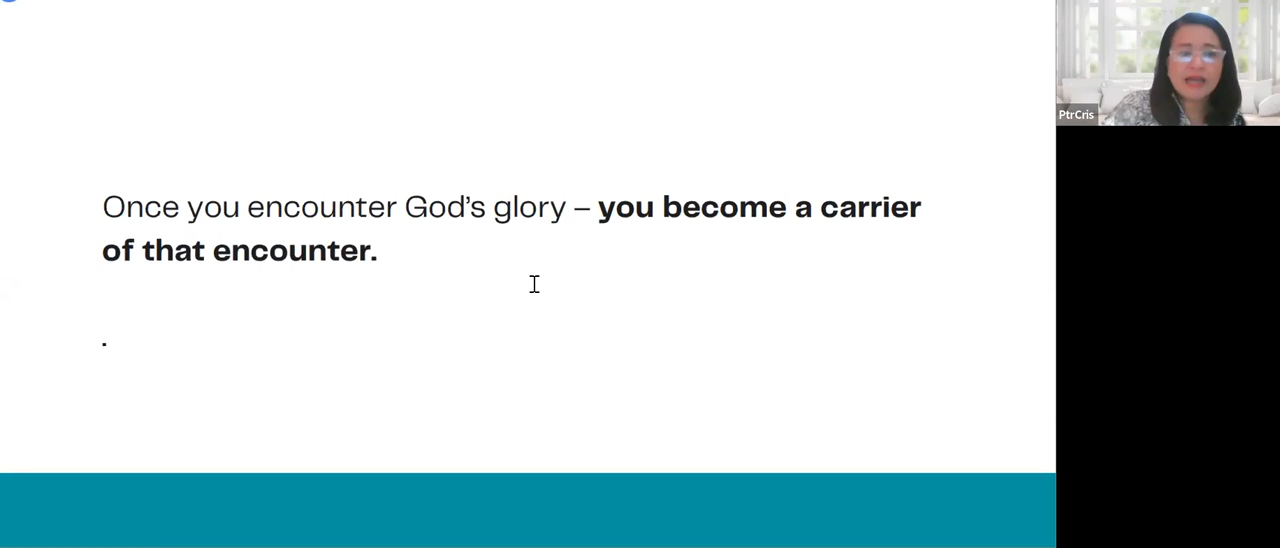 Once you encounter God’s glory – you become a carrier
of that encounter.
.
PtrCris